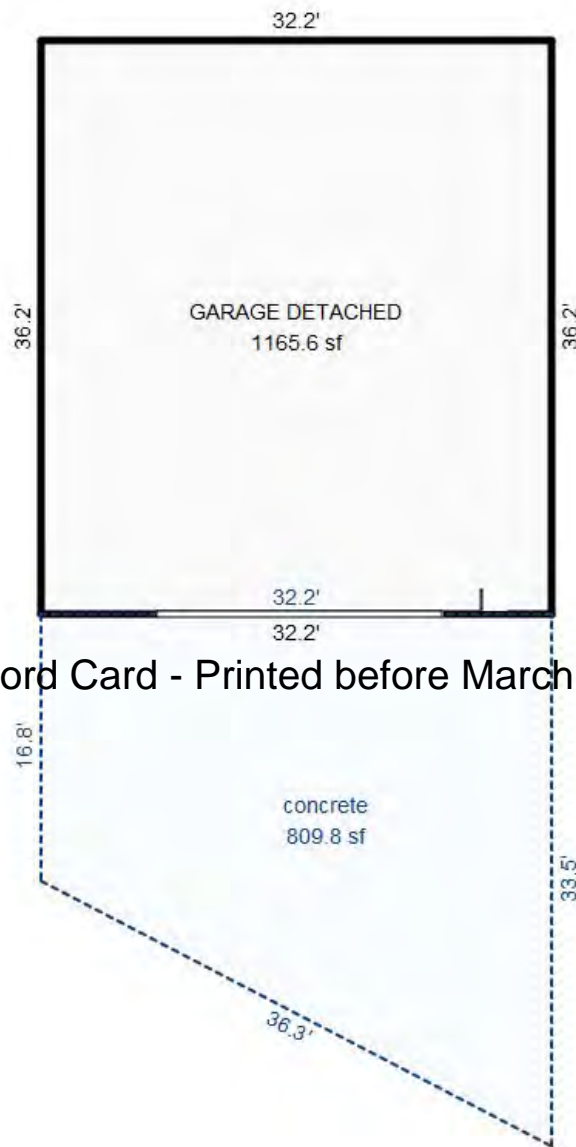 32.2'
36.2'
GARAGE DETACHED
1165.6 sf
36.2'
32.2'
32.2'
ord Card - Printed before March
16.8'
concrete
809.8 sf
33.5'
36.3'